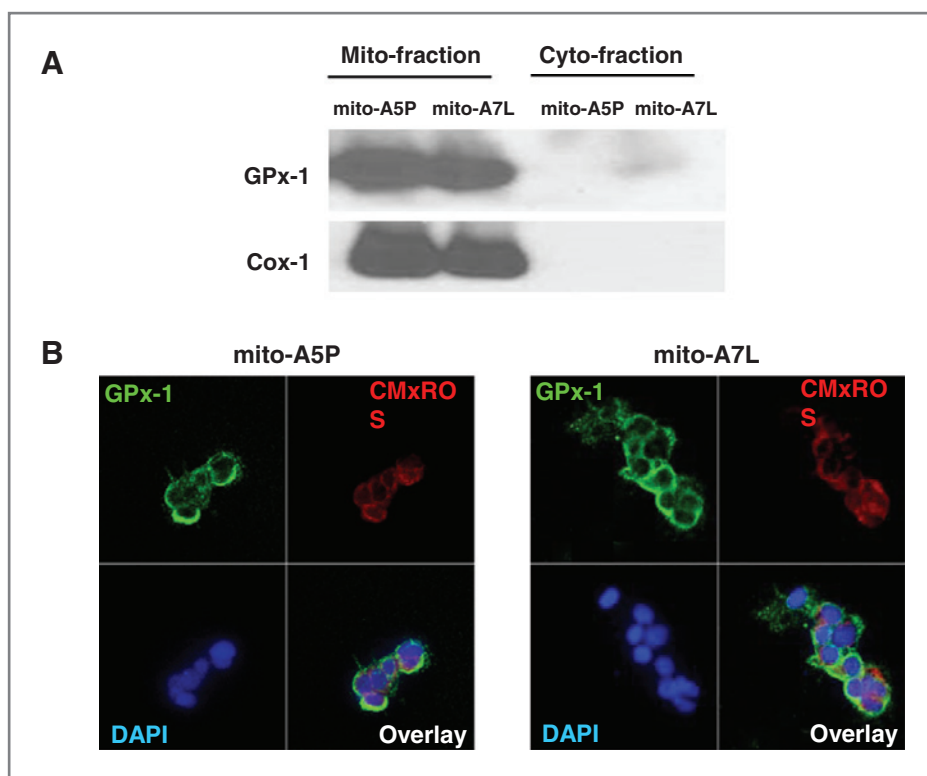 A
Mito-fraction Cyto-fraction
mito-A5P mito-A7L mito-A5P mito-A7L
GPx-1
Cox-1
B
mito-A5P mito-A7L
GPx-1 CMxRO
S
GPx-1 CMxRO
S
DAPI Overlay
DAPI Overlay